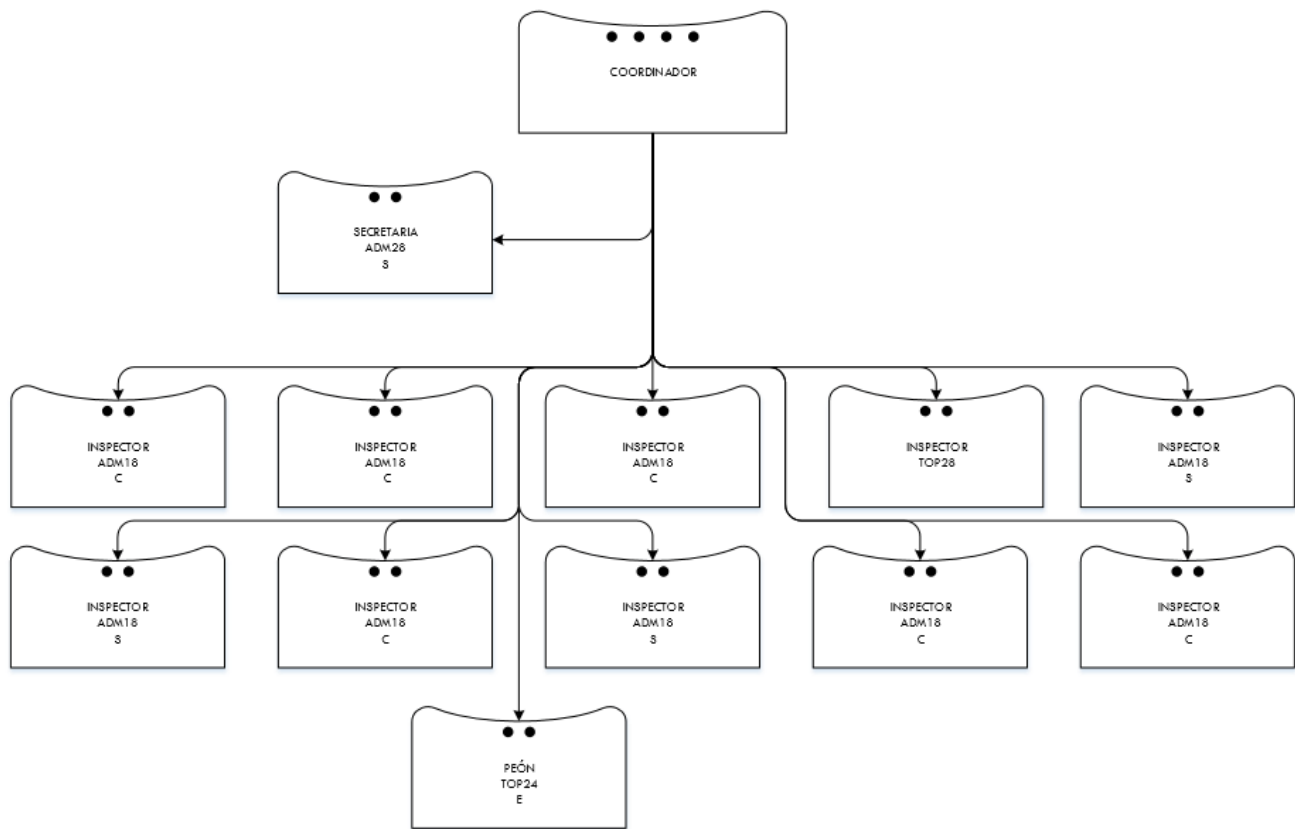 COORDINADOR
SECRETARIA
ADM28
S
INSPECTOR
ADM18
C
INSPECTOR
ADM18
C
INSPECTOR
ADM18
C
INSPECTOR
TOP28
INSPECTOR
ADM18
S
INSPECTOR
ADM18
S
INSPECTOR
ADM18
C
INSPECTOR
ADM18
S
INSPECTOR
ADM18
C
INSPECTOR
ADM18
C
PEÓN
TOP24
E